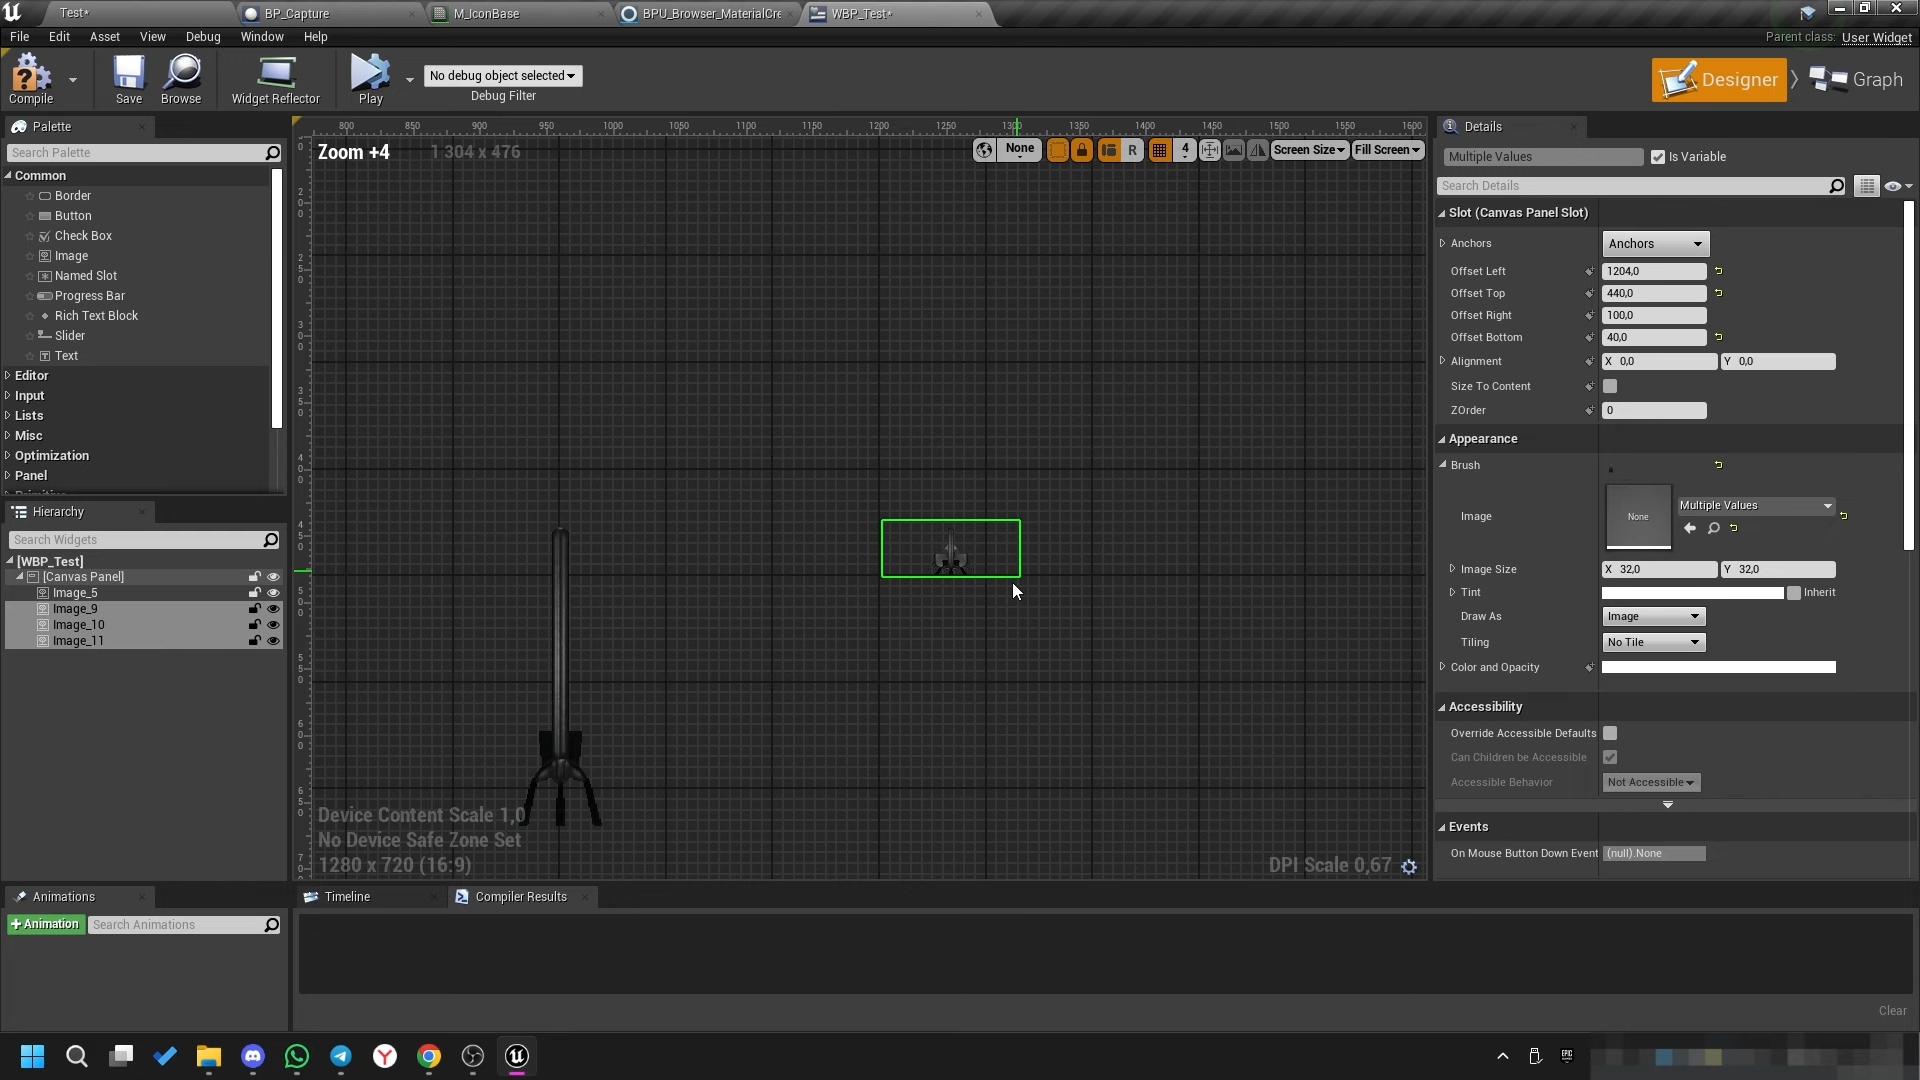 Test*
BP_Capture
M_IconBase
BPU_Browser_MaterialCre
WBP_Test*
File Edit Asset View Debug Window Help
Parent class: User Widget
Compile
Save
Browse
Widget Reflector
Play
No debug object selected
Debug Filter
Designer
Graph
Palette
Search Palette
Common
Border
Button
Check Box
Image
Named Slot
Progress Bar
Rich Text Block
Slider
Text
Editor
Input
Lists
Misc
Optimization
Panel
Hierarchy
Search Widgets
[WBP_Test]
[Canvas Panel]
Image_5
Image_9
Image_10
Image_11
Animations
+Animation
Search Animations
800 850 900 950 1000 1050 1100 1150 1200 1250 1300 1350 1400 1450 1500 1550 1600
Zoom +4
1 304 x 476
None
R
4
Screen Size
Fill Screen
Device Content Scale 1,0
No Device Safe Zone Set
1280 x 720 (16:9)
DPI Scale 0,67
Timeline
Compiler Results
Clear
Details
Multiple Values
Is Variable
Search Details
Slot (Canvas Panel Slot)
Anchors
Anchors
Offset Left 1204,0
Offset Top 440,0
Offset Right 100,0
Offset Bottom 40,0
Alignment X 0,0 Y 0,0
Size To Content
ZOrder 0
Appearance
Brush
Image
None
Multiple Values
Image Size X 32,0 Y 32,0
Tint
Inherit
Draw As Image
Tiling No Tile
Color and Opacity
Accessibility
Override Accessible Defaults
Can Children be Accessible
Accessible Behavior Not Accessible
Events
On Mouse Button Down Event (null).None
EPIC